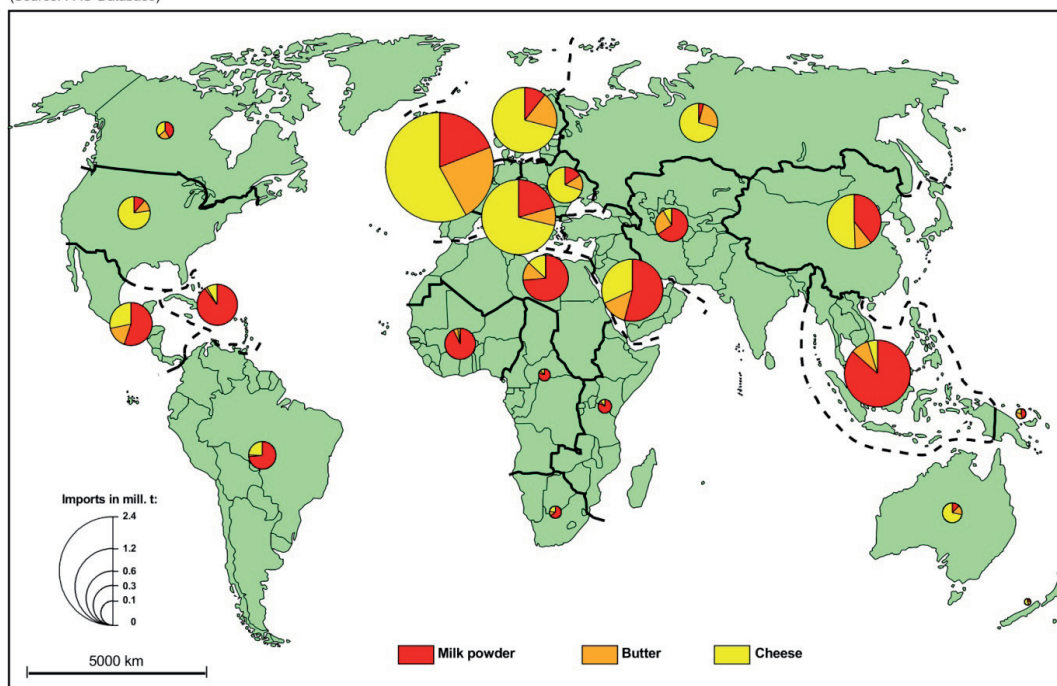 Imports in mill. t:
2.4
1.2
0.6
0.3
0.1
0
5000 km
Milk powder
Butter
Cheese